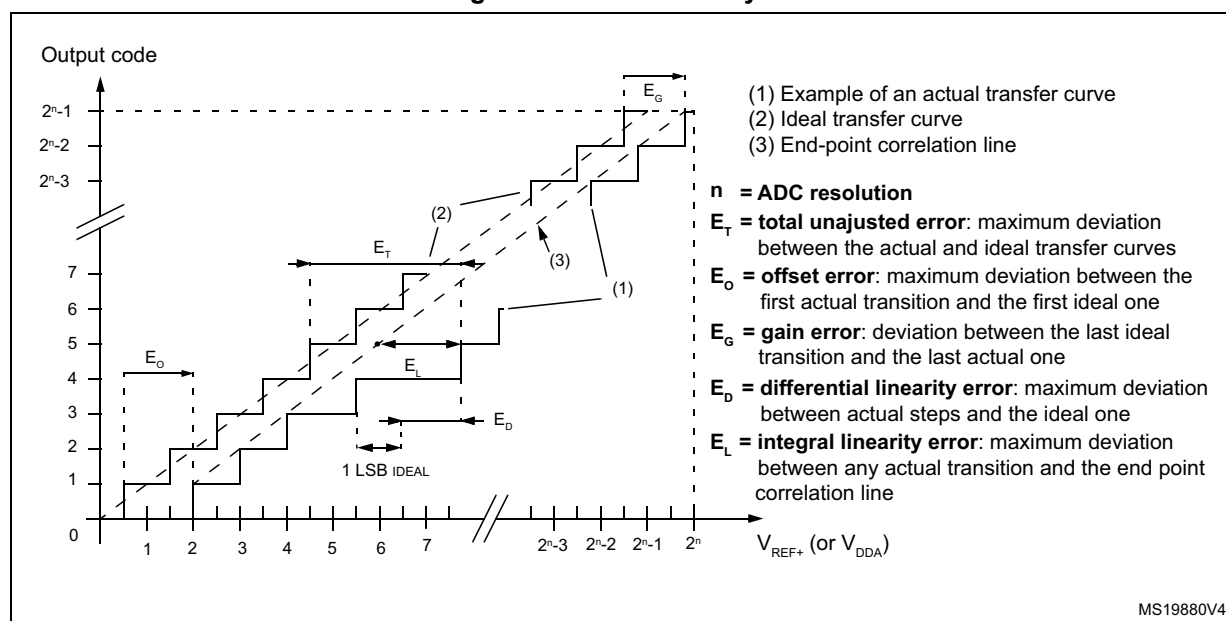 Output code
2ⁿ-1
2ⁿ-2
2ⁿ-3
7
6
5
4
3
2
1
0
1 2 3 4 5 6 7 2ⁿ-3 2ⁿ-2 2ⁿ-1 2ⁿ
V_REF+ (or V_DDA)
E_G
(2)
E_T
(3)
(1)
E_O
E_L
E_D
1 LSB IDEAL
(1) Example of an actual transfer curve
(2) Ideal transfer curve
(3) End-point correlation line
n = ADC resolution
E_T = total unajusted error: maximum deviation
between the actual and ideal transfer curves
E_O = offset error: maximum deviation between the
first actual transition and the first ideal one
E_G = gain error: deviation between the last ideal
transition and the last actual one
E_D = differential linearity error: maximum deviation
between actual steps and the ideal one
E_L = integral linearity error: maximum deviation
between any actual transition and the end point
correlation line
MS19880V4